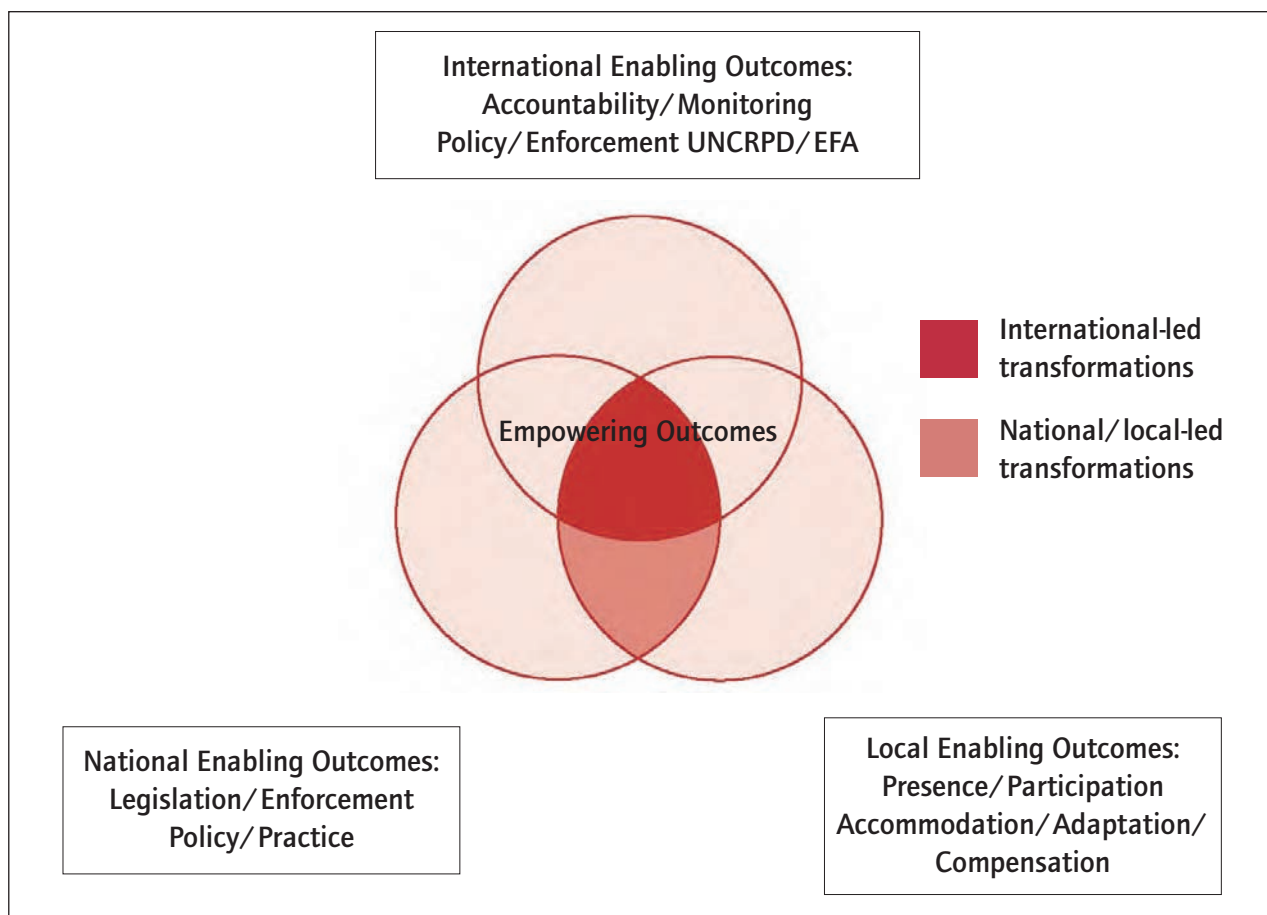 International Enabling Outcomes:
Accountability/Monitoring
Policy/Enforcement UNCRPD/EFA
International-led
transformations
Empowering Outcomes
National/local-led
transformations
National Enabling Outcomes:
Legislation/Enforcement
Policy/Practice
Local Enabling Outcomes:
Presence/Participation
Accommodation/Adaptation/
Compensation